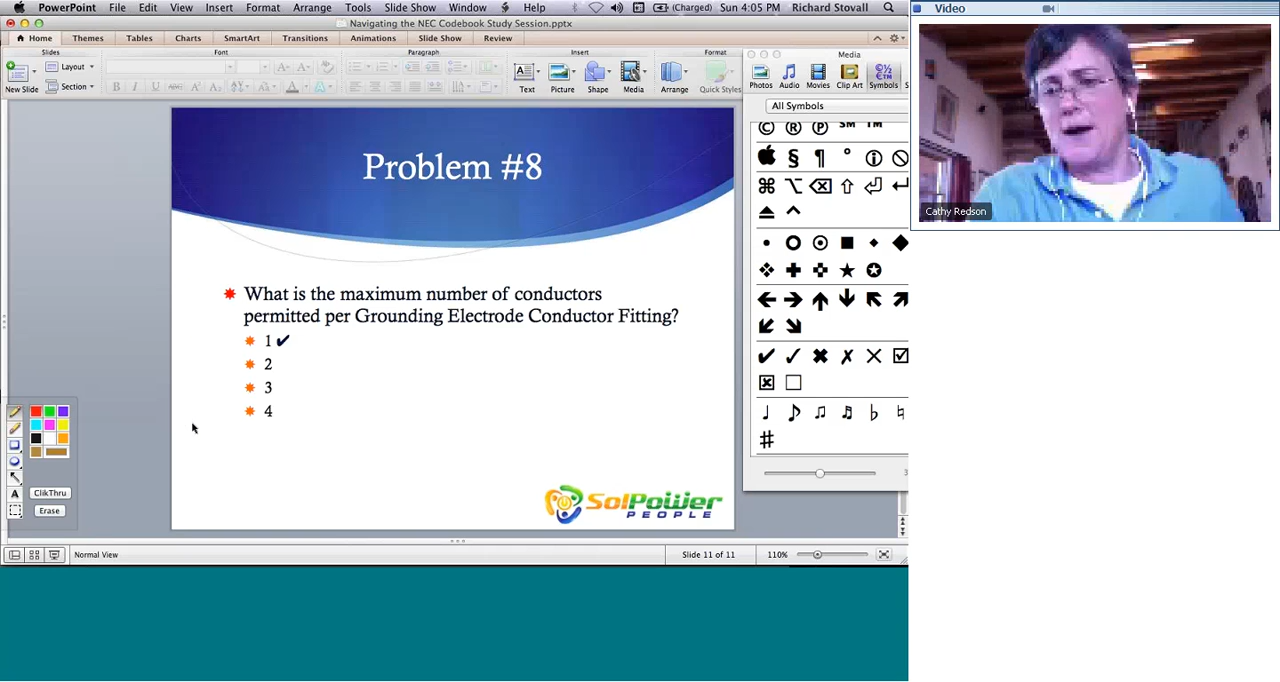 PowerPoint File Edit View Insert Format Arrange Tools Slide Show Window Help (Charged) Sun 4:05 PM Richard Stovall
Navigating the NEC Codebook Study Session.pptx
Home Themes Tables Charts SmartArt Transitions Animations Slide Show Review
Slides Font Paragraph Insert Format
New Slide Layout Section B I U ABC A A Text Picture Shape Media Arrange Quick Styles
Media
Photos Audio Movies Clip Art Symbols
All Symbols
© ® ℗ SM TM
Problem #8
What is the maximum number of conductors
permitted per Grounding Electrode Conductor Fitting?
1 ✔
2
3
4
SolPower
PEOPLE
A
ClikThru
Erase
Normal View Slide 11 of 11 110%
Video
Cathy Redson